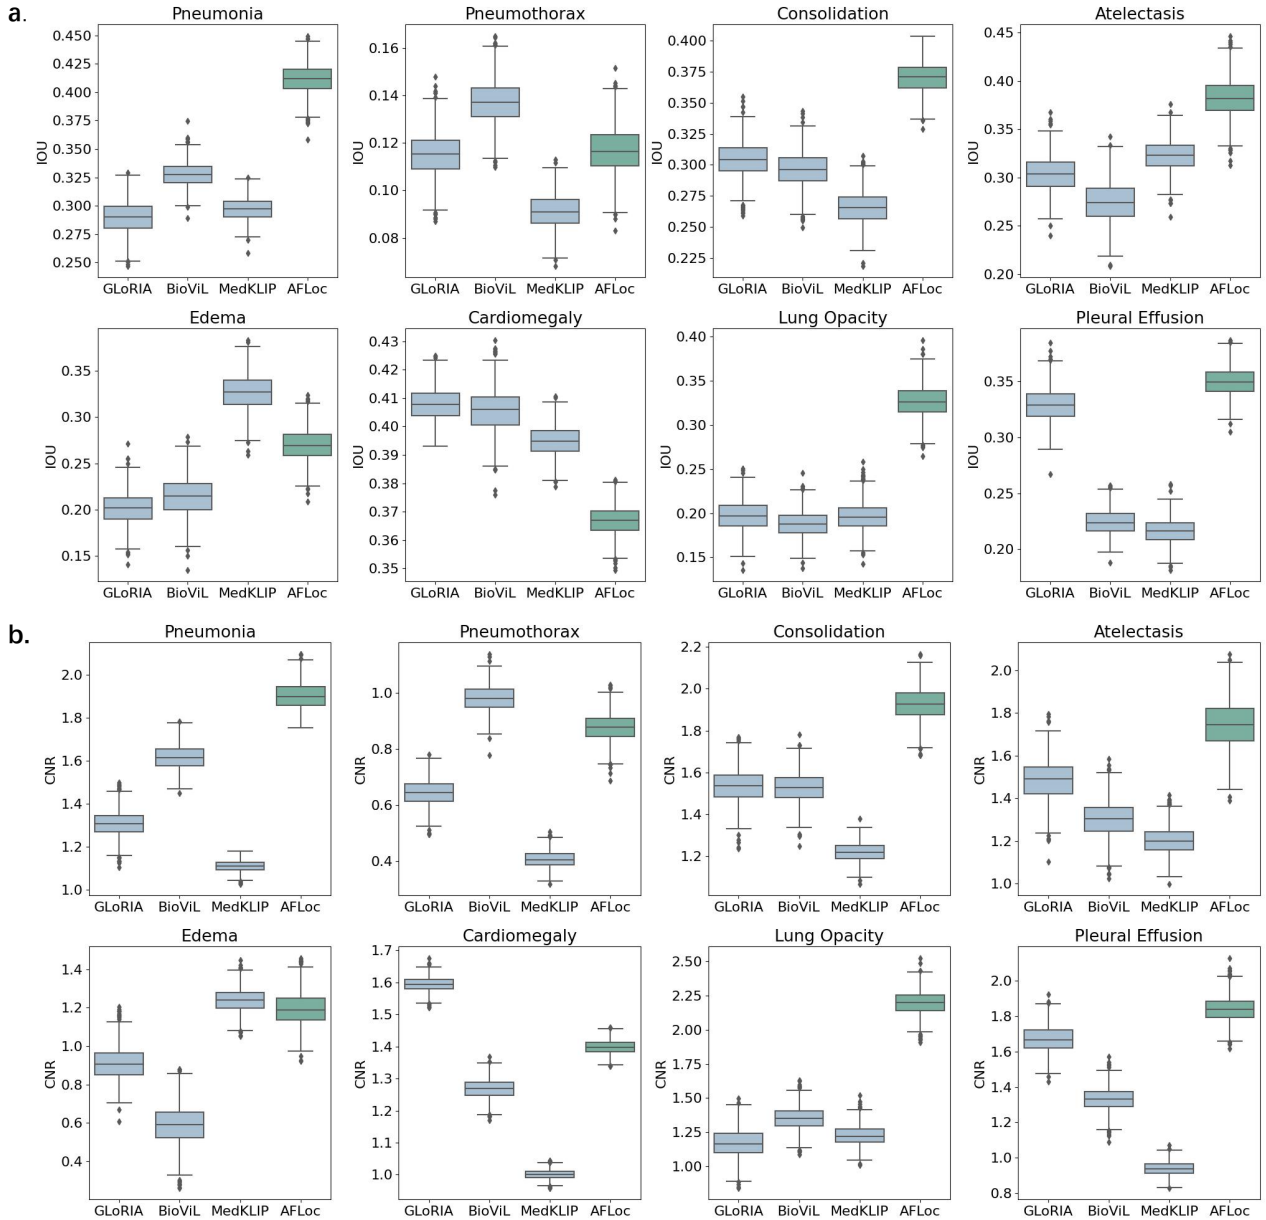 a.
Pneumonia Pneumothorax Consolidation Atelectasis
IOU 0.450 0.425 0.400 0.375 0.350 0.325 0.300 0.275 0.250
IOU 0.16 0.14 0.12 0.10 0.08
IOU 0.400 0.375 0.350 0.325 0.300 0.275 0.250 0.225
IOU 0.45 0.40 0.35 0.30 0.25 0.20
GLoRIA BioViL MedKLIP AFLoc GLoRIA BioViL MedKLIP AFLoc GLoRIA BioViL MedKLIP AFLoc GLoRIA BioViL MedKLIP AFLoc
Edema Cardiomegaly Lung Opacity Pleural Effusion
IOU 0.35 0.30 0.25 0.20 0.15
IOU 0.43 0.42 0.41 0.40 0.39 0.38 0.37 0.36 0.35
IOU 0.40 0.35 0.30 0.25 0.20 0.15
IOU 0.35 0.30 0.25 0.20
GLoRIA BioViL MedKLIP AFLoc GLoRIA BioViL MedKLIP AFLoc GLoRIA BioViL MedKLIP AFLoc GLoRIA BioViL MedKLIP AFLoc
b.
Pneumonia Pneumothorax Consolidation Atelectasis
CNR 2.0 1.8 1.6 1.4 1.2 1.0
CNR 1.0 0.8 0.6 0.4
CNR 2.2 2.0 1.8 1.6 1.4 1.2
CNR 2.0 1.8 1.6 1.4 1.2 1.0
GLoRIA BioViL MedKLIP AFLoc GLoRIA BioViL MedKLIP AFLoc GLoRIA BioViL MedKLIP AFLoc GLoRIA BioViL MedKLIP AFLoc
Edema Cardiomegaly Lung Opacity Pleural Effusion
CNR 1.4 1.2 1.0 0.8 0.6 0.4
CNR 1.7 1.6 1.5 1.4 1.3 1.2 1.1 1.0
CNR 2.50 2.25 2.00 1.75 1.50 1.25 1.00
CNR 2.0 1.8 1.6 1.4 1.2 1.0 0.8
GLoRIA BioViL MedKLIP AFLoc GLoRIA BioViL MedKLIP AFLoc GLoRIA BioViL MedKLIP AFLoc GLoRIA BioViL MedKLIP AFLoc